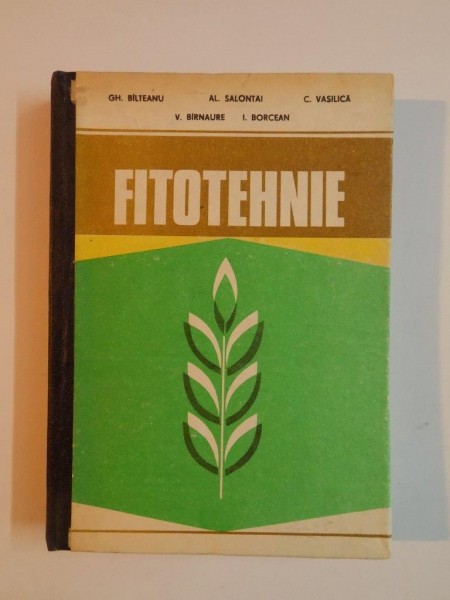 GH. BÎLTEANU AL. SALONTAI C. VASILICĂ
V. BÎRNAURE I. BORCEAN
FITOTEHNIE